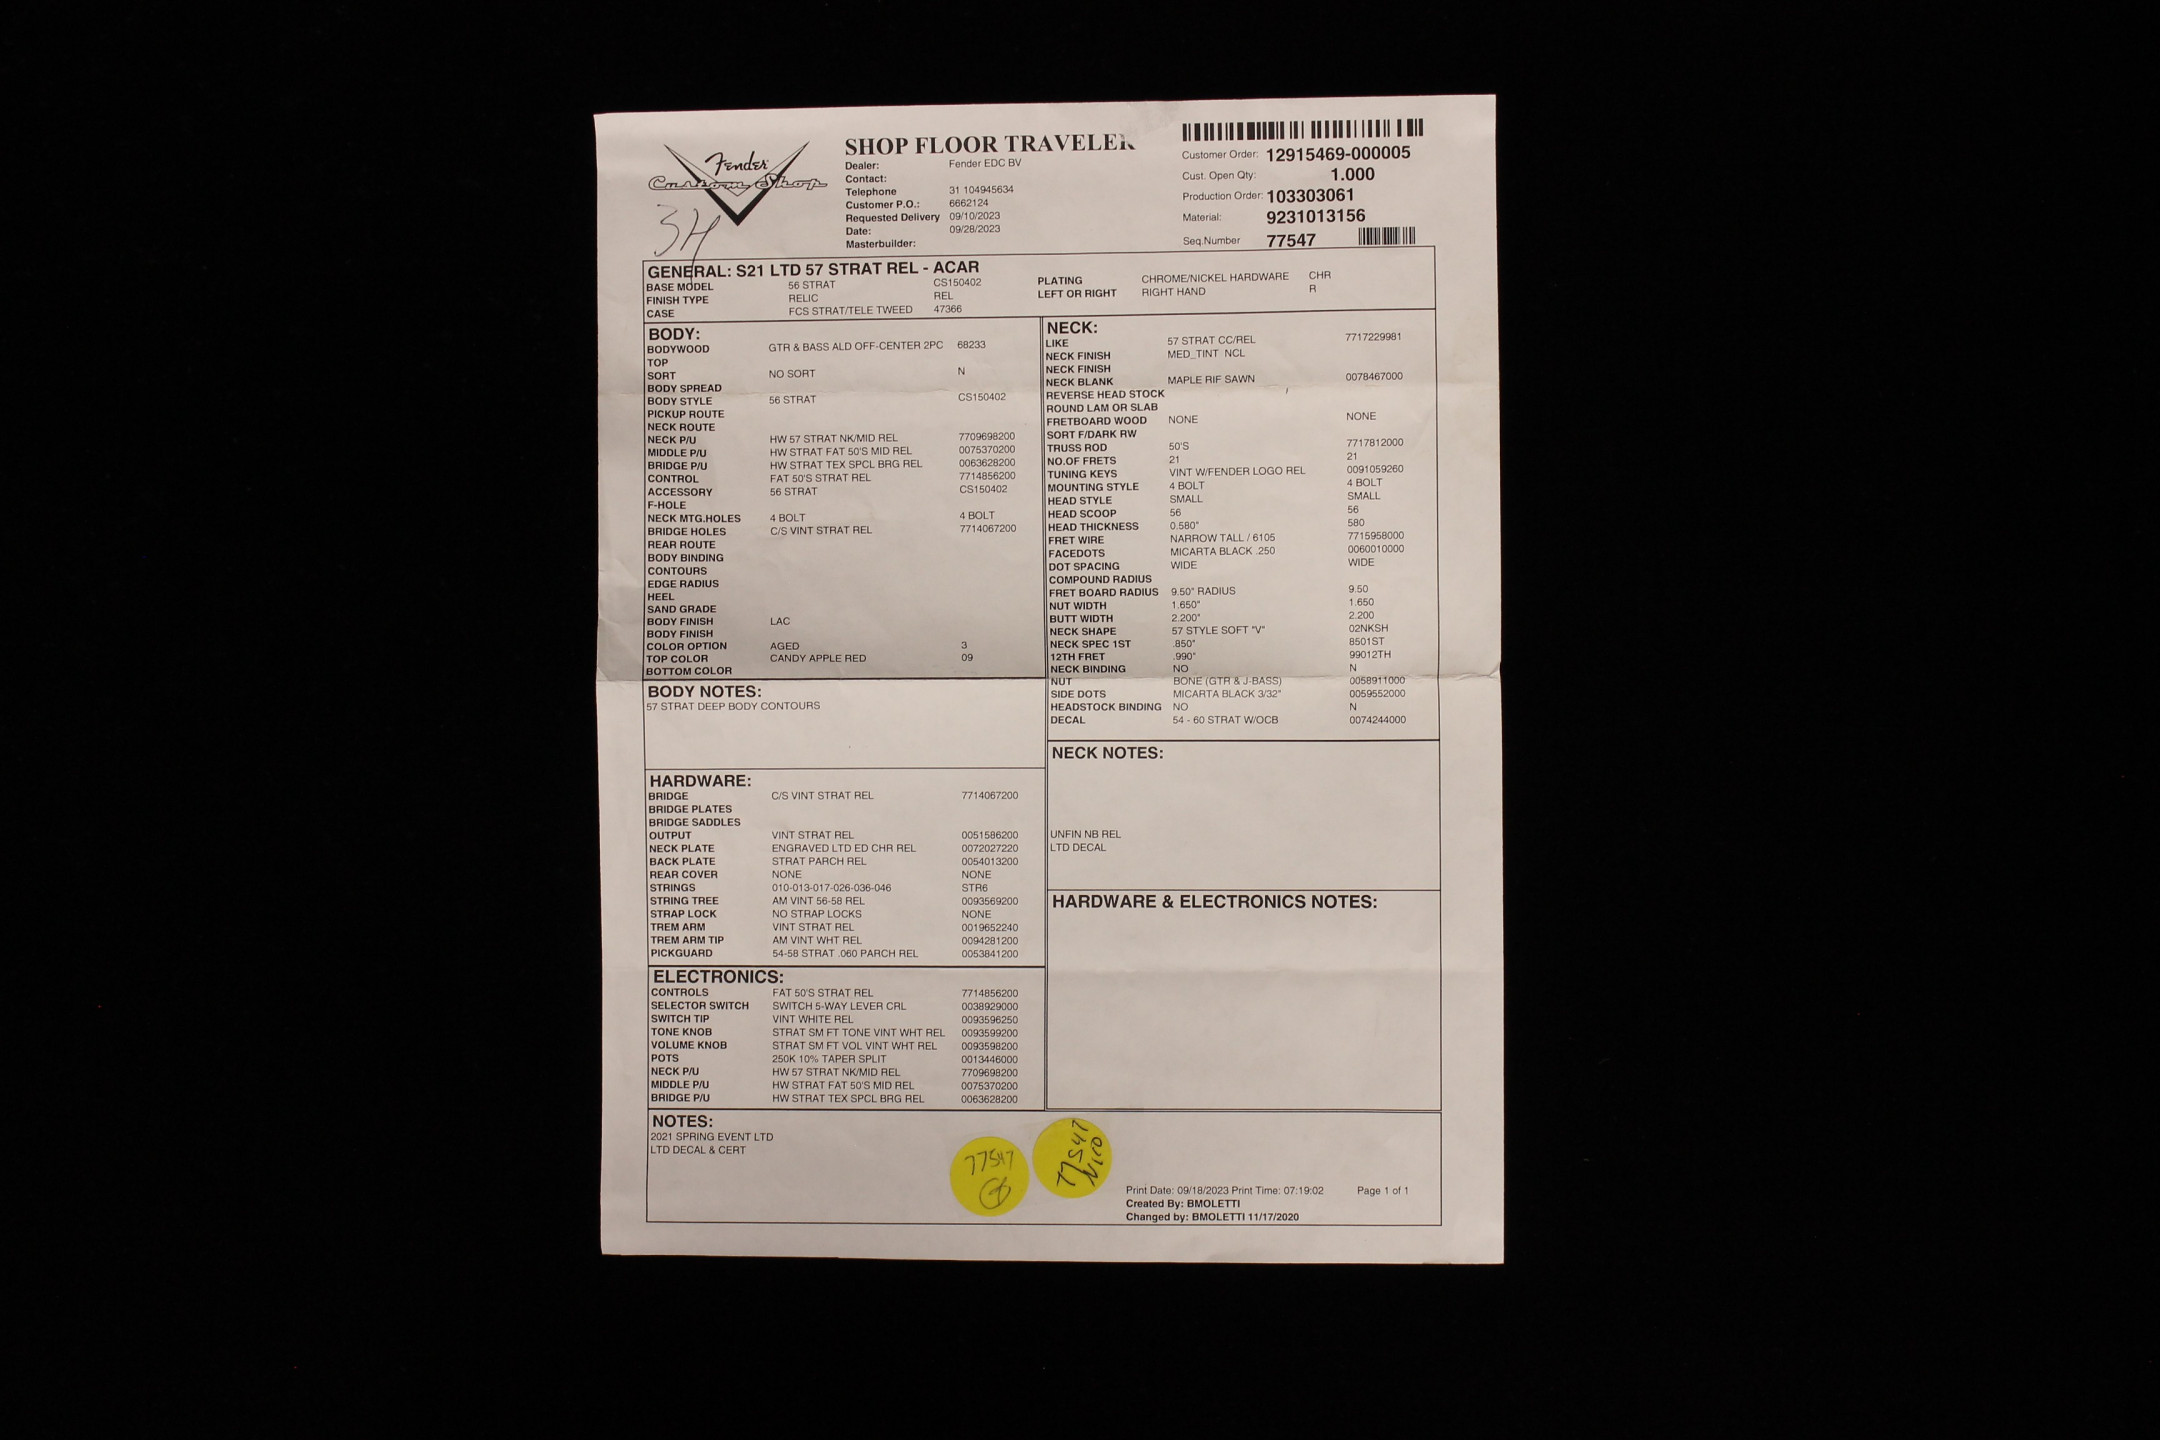 Fender
Custom Shop
3H
SHOP FLOOR TRAVELER
Dealer: Fender EDC BV
Contact:
Telephone 31 104945634
Customer P.O.: 6662124
Requested Delivery 09/10/2023
Date: 09/28/2023
Masterbuilder:
Customer Order: 12915469-000005
Cust. Open Qty: 1.000
Production Order: 103303061
Material: 9231013156
Seq.Number 77547
GENERAL: S21 LTD 57 STRAT REL - ACAR
BASE MODEL 56 STRAT CS150402
FINISH TYPE RELIC REL
CASE FCS STRAT/TELE TWEED 47366
PLATING CHROME/NICKEL HARDWARE CHR
LEFT OR RIGHT RIGHT HAND R
BODY:
BODYWOOD GTR & BASS ALD OFF-CENTER 2PC 68233
TOP
SORT NO SORT N
BODY SPREAD
BODY STYLE 56 STRAT CS150402
PICKUP ROUTE
NECK ROUTE
NECK P/U HW 57 STRAT NK/MID REL 7709698200
MIDDLE P/U HW STRAT FAT 50'S MID REL 0075370200
BRIDGE P/U HW STRAT TEX SPCL BRG REL 0063628200
CONTROL FAT 50'S STRAT REL 7714856200
ACCESSORY 56 STRAT CS150402
F-HOLE
NECK MTG.HOLES 4 BOLT 4 BOLT
BRIDGE HOLES C/S VINT STRAT REL 7714067200
REAR ROUTE
BODY BINDING
CONTOURS
EDGE RADIUS
HEEL
SAND GRADE
BODY FINISH LAC
BODY FINISH
COLOR OPTION AGED 3
TOP COLOR CANDY APPLE RED 09
BOTTOM COLOR
BODY NOTES:
57 STRAT DEEP BODY CONTOURS
HARDWARE:
BRIDGE C/S VINT STRAT REL 7714067200
BRIDGE PLATES
BRIDGE SADDLES
OUTPUT VINT STRAT REL 0051586200
NECK PLATE ENGRAVED LTD ED CHR REL 0072027220
BACK PLATE STRAT PARCH REL 0054013200
REAR COVER NONE NONE
STRINGS 010-013-017-026-036-046 STR6
STRING TREE AM VINT 56-58 REL 0093569200
STRAP LOCK NO STRAP LOCKS NONE
TREM ARM VINT STRAT REL 0019652240
TREM ARM TIP AM VINT WHT REL 0094281200
PICKGUARD 54-58 STRAT .060 PARCH REL 0053841200
ELECTRONICS:
CONTROLS FAT 50'S STRAT REL 7714856200
SELECTOR SWITCH SWITCH 5-WAY LEVER CRL 0038929000
SWITCH TIP VINT WHITE REL 0093596250
TONE KNOB STRAT SM FT TONE VINT WHT REL 0093599200
VOLUME KNOB STRAT SM FT VOL VINT WHT REL 0093598200
POTS 250K 10% TAPER SPLIT 0013446000
NECK P/U HW 57 STRAT NK/MID REL 7709698200
MIDDLE P/U HW STRAT FAT 50'S MID REL 0075370200
BRIDGE P/U HW STRAT TEX SPCL BRG REL 0063628200
NECK:
LIKE 57 STRAT CC/REL 7717229981
NECK FINISH MED_TINT NCL
NECK FINISH
NECK BLANK MAPLE RIF SAWN 0078467000
REVERSE HEAD STOCK
ROUND LAM OR SLAB
FRETBOARD WOOD NONE NONE
SORT F/DARK RW
TRUSS ROD 50'S 7717812000
NO.OF FRETS 21 21
TUNING KEYS VINT W/FENDER LOGO REL 0091059260
MOUNTING STYLE 4 BOLT 4 BOLT
HEAD STYLE SMALL SMALL
HEAD SCOOP 56 56
HEAD THICKNESS 0.580" 580
FRET WIRE NARROW TALL / 6105 7715958000
FACEDOTS MICARTA BLACK .250 0060010000
DOT SPACING WIDE WIDE
COMPOUND RADIUS
FRET BOARD RADIUS 9.50" RADIUS 9.50
NUT WIDTH 1.650" 1.650
BUTT WIDTH 2.200" 2.200
NECK SHAPE 57 STYLE SOFT "V" 02NKSH
NECK SPEC 1ST .850" 8501ST
12TH FRET .990" 99012TH
NECK BINDING NO N
NUT BONE (GTR & J-BASS) 0058911000
SIDE DOTS MICARTA BLACK 3/32" 0059552000
HEADSTOCK BINDING NO N
DECAL 54 - 60 STRAT W/OCB 0074244000
NECK NOTES:
UNFIN NB REL
LTD DECAL
HARDWARE & ELECTRONICS NOTES:
NOTES:
2021 SPRING EVENT LTD
LTD DECAL & CERT
77547
77547
Nico
Print Date: 09/18/2023 Print Time: 07:19:02 Page 1 of 1
Created By: BMOLETTI
Changed by: BMOLETTI 11/17/2020